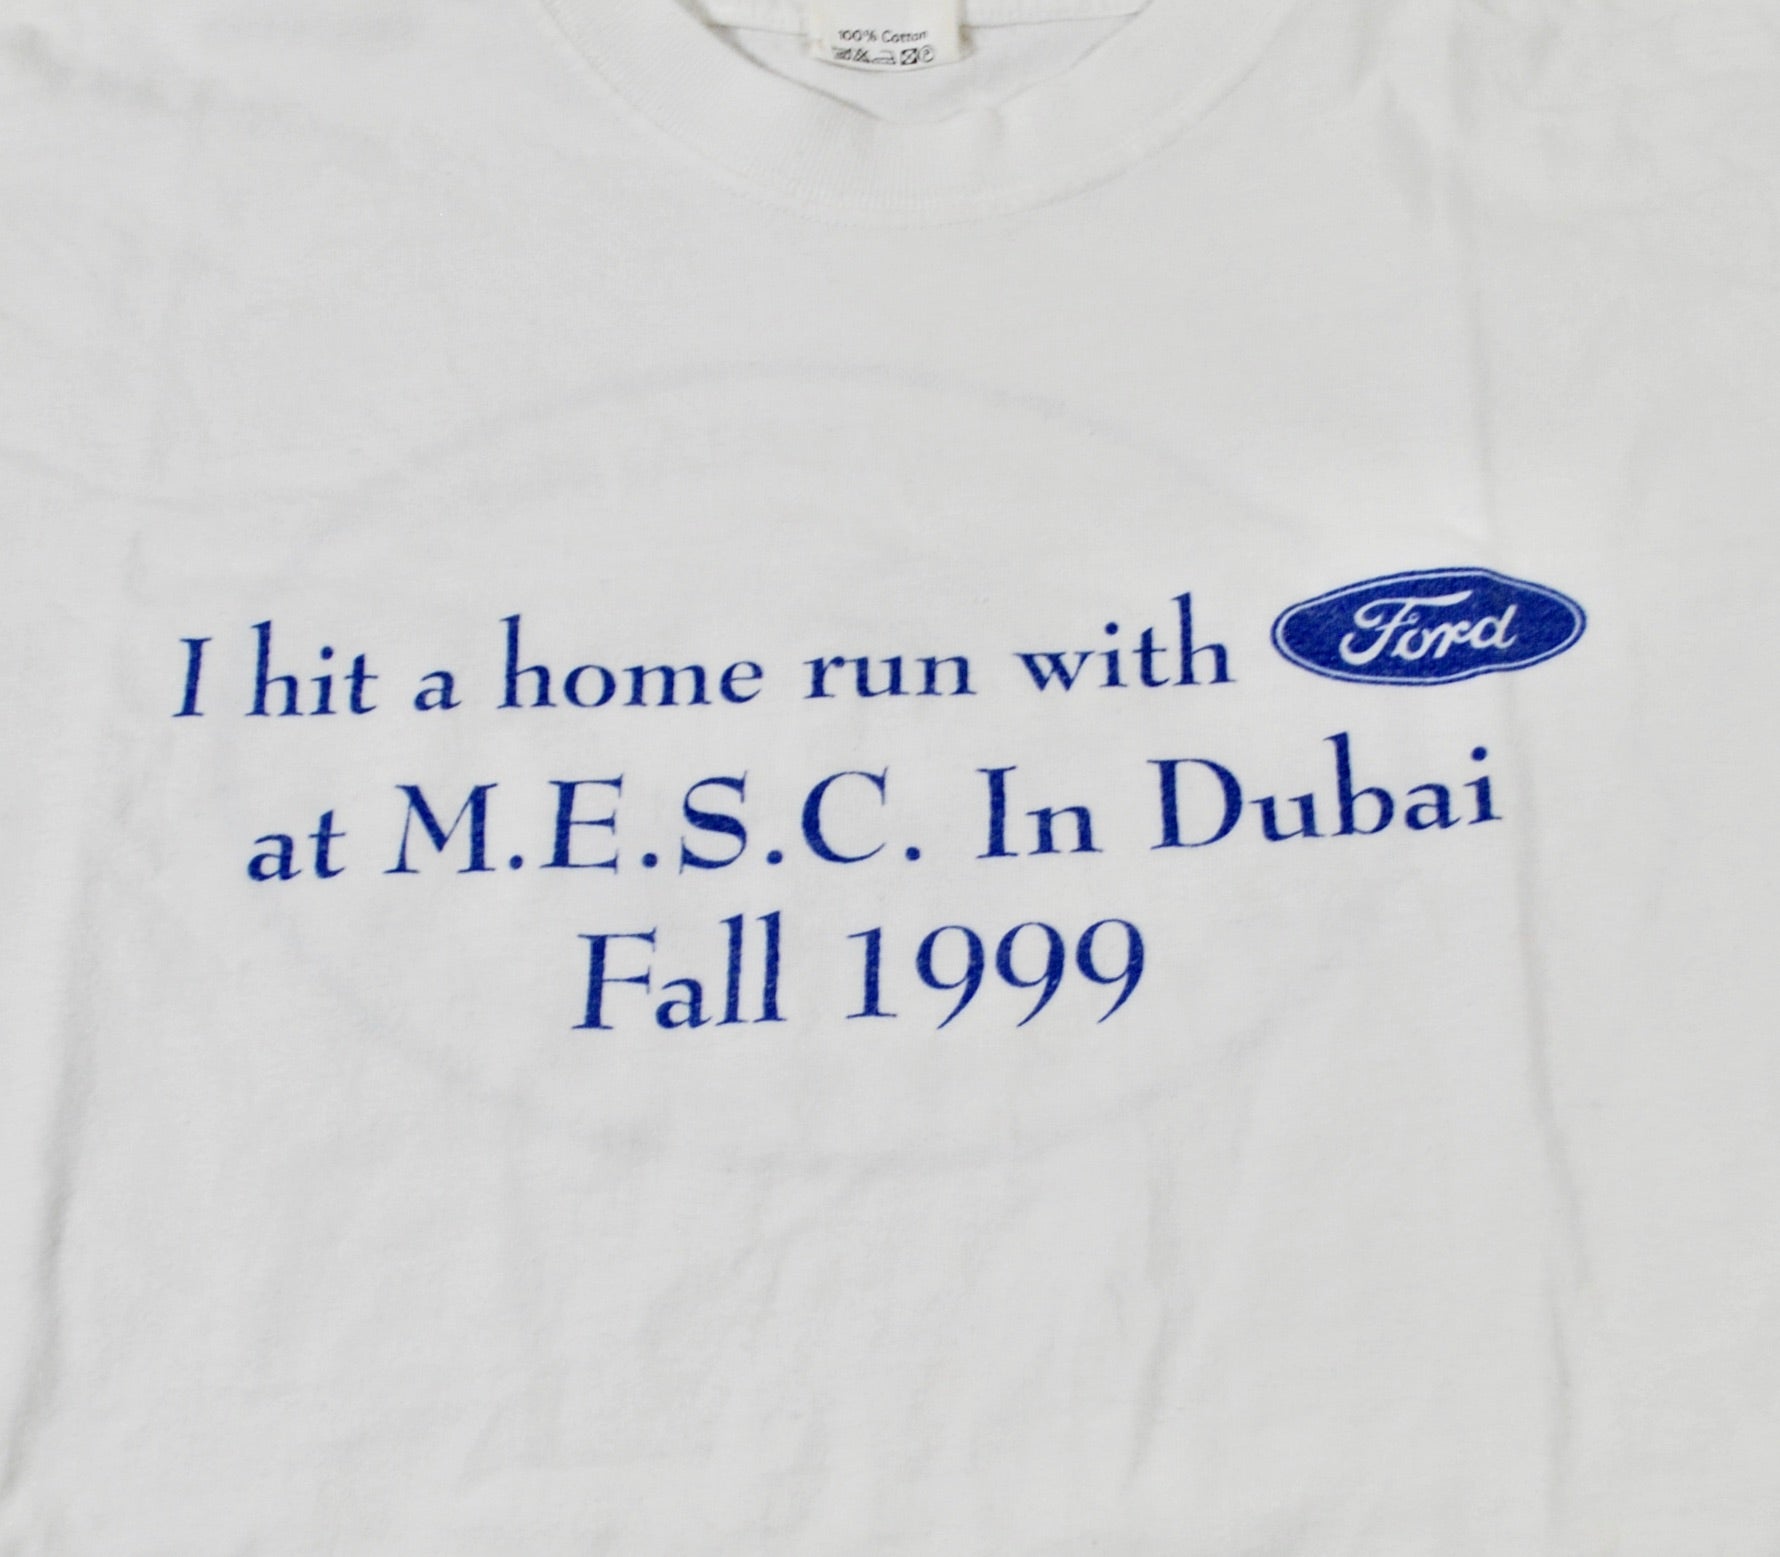 100% Cotton
I hit a home run with Ford
at M.E.S.C. In Dubai
Fall 1999